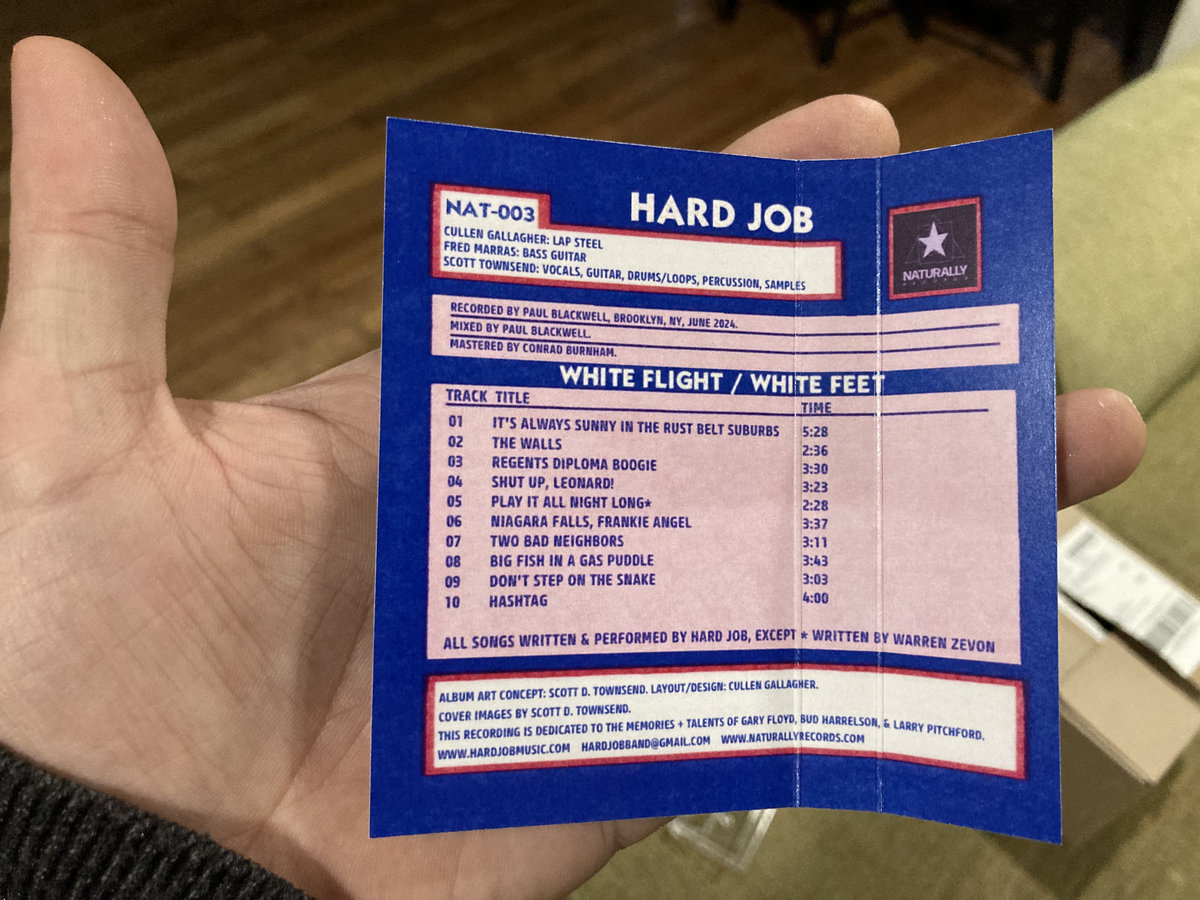 NAT-003
HARD JOB
CULLEN GALLAGHER: LAP STEEL
FRED MARRAS: BASS GUITAR
SCOTT TOWNSEND: VOCALS, GUITAR, DRUMS/LOOPS, PERCUSSION, SAMPLES
NATURALLY
RECORDS
RECORDED BY PAUL BLACKWELL, BROOKLYN, NY, JUNE 2024.
MIXED BY PAUL BLACKWELL.
MASTERED BY CONRAD BURNHAM.
WHITE FLIGHT / WHITE FEET
TRACK TITLE TIME
01 IT'S ALWAYS SUNNY IN THE RUST BELT SUBURBS 5:28
02 THE WALLS 2:36
03 REGENTS DIPLOMA BOOGIE 3:30
04 SHUT UP, LEONARD! 3:23
05 PLAY IT ALL NIGHT LONG* 2:28
06 NIAGARA FALLS, FRANKIE ANGEL 3:37
07 TWO BAD NEIGHBORS 3:11
08 BIG FISH IN A GAS PUDDLE 3:43
09 DON'T STEP ON THE SNAKE 3:03
10 HASHTAG 4:00
ALL SONGS WRITTEN & PERFORMED BY HARD JOB, EXCEPT * WRITTEN BY WARREN ZEVON
ALBUM ART CONCEPT: SCOTT D. TOWNSEND. LAYOUT/DESIGN: CULLEN GALLAGHER.
COVER IMAGES BY SCOTT D. TOWNSEND.
THIS RECORDING IS DEDICATED TO THE MEMORIES + TALENTS OF GARY FLOYD, BUD HARRELSON, & LARRY PITCHFORD.
WWW.HARDJOBMUSIC.COM HARDJOBBAND@GMAIL.COM WWW.NATURALLYRECORDS.COM